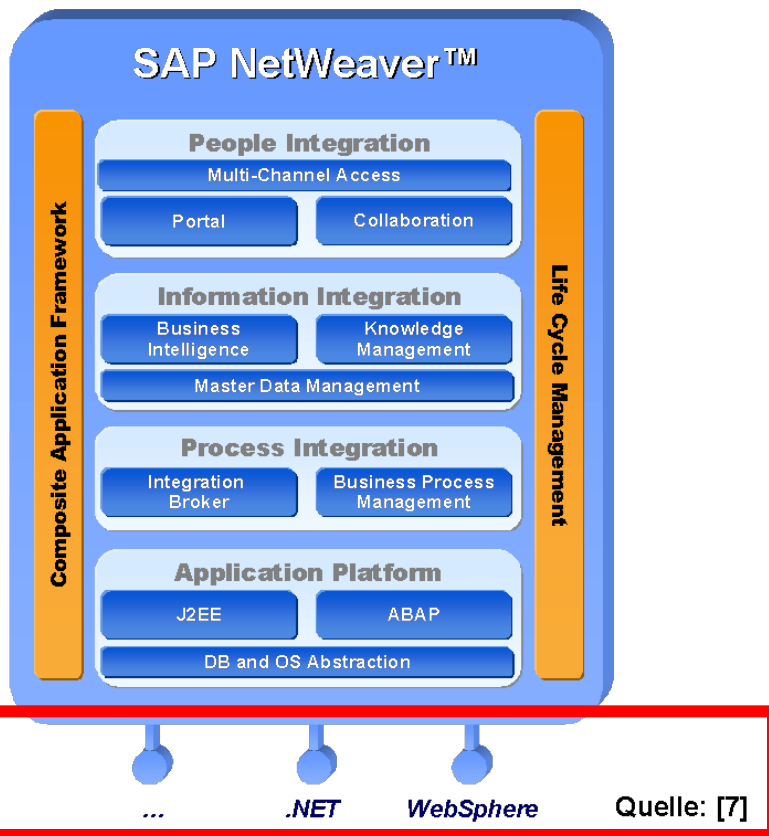 SAP NetWeaver™
Composite Application Framework
People Integration
Multi-Channel Access
Portal
Collaboration
Information Integration
Business
Intelligence
Knowledge
Management
Master Data Management
Process Integration
Integration
Broker
Business Process
Management
Application Platform
J2EE
ABAP
DB and OS Abstraction
Life Cycle Management
...
.NET
WebSphere
Quelle: [7]